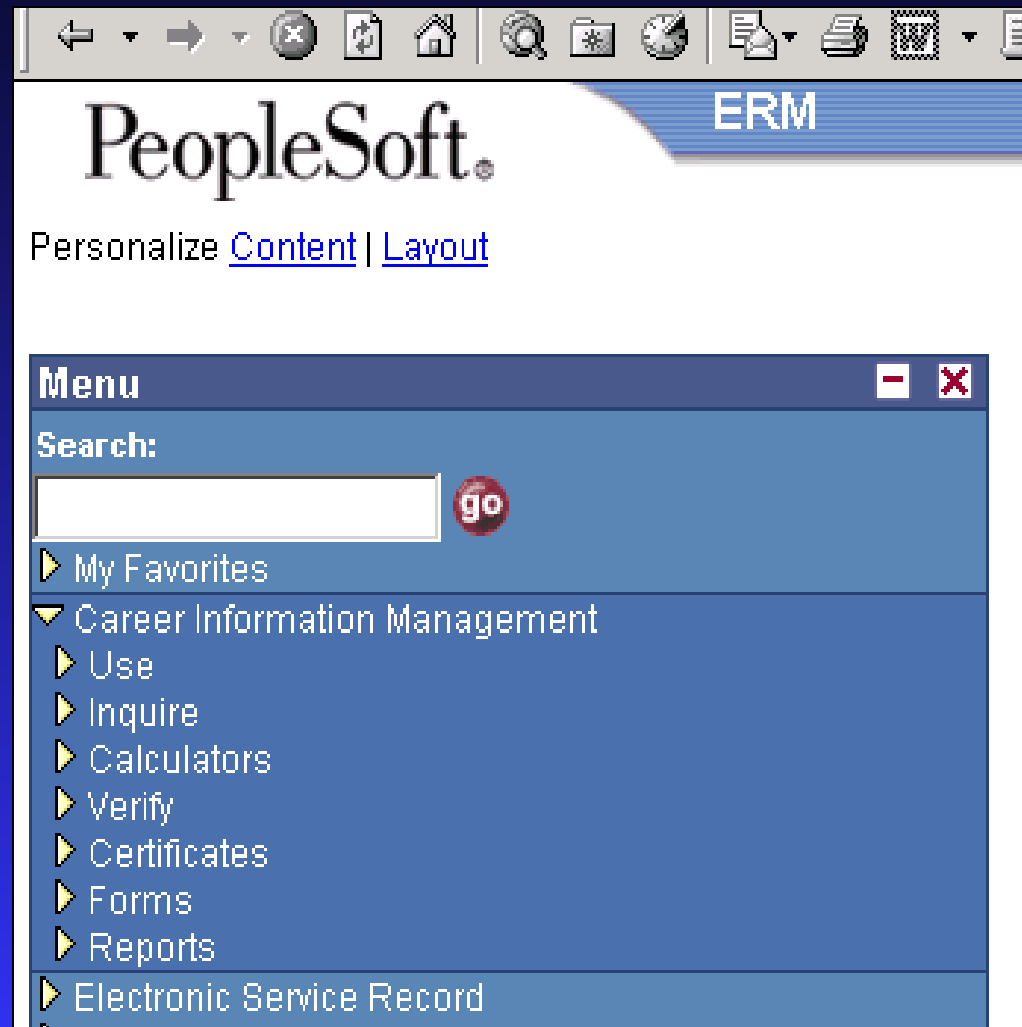 PeopleSoft®
ERM
Personalize Content | Layout
Menu
Search:
go
My Favorites
Career Information Management
Use
Inquire
Calculators
Verify
Certificates
Forms
Reports
Electronic Service Record